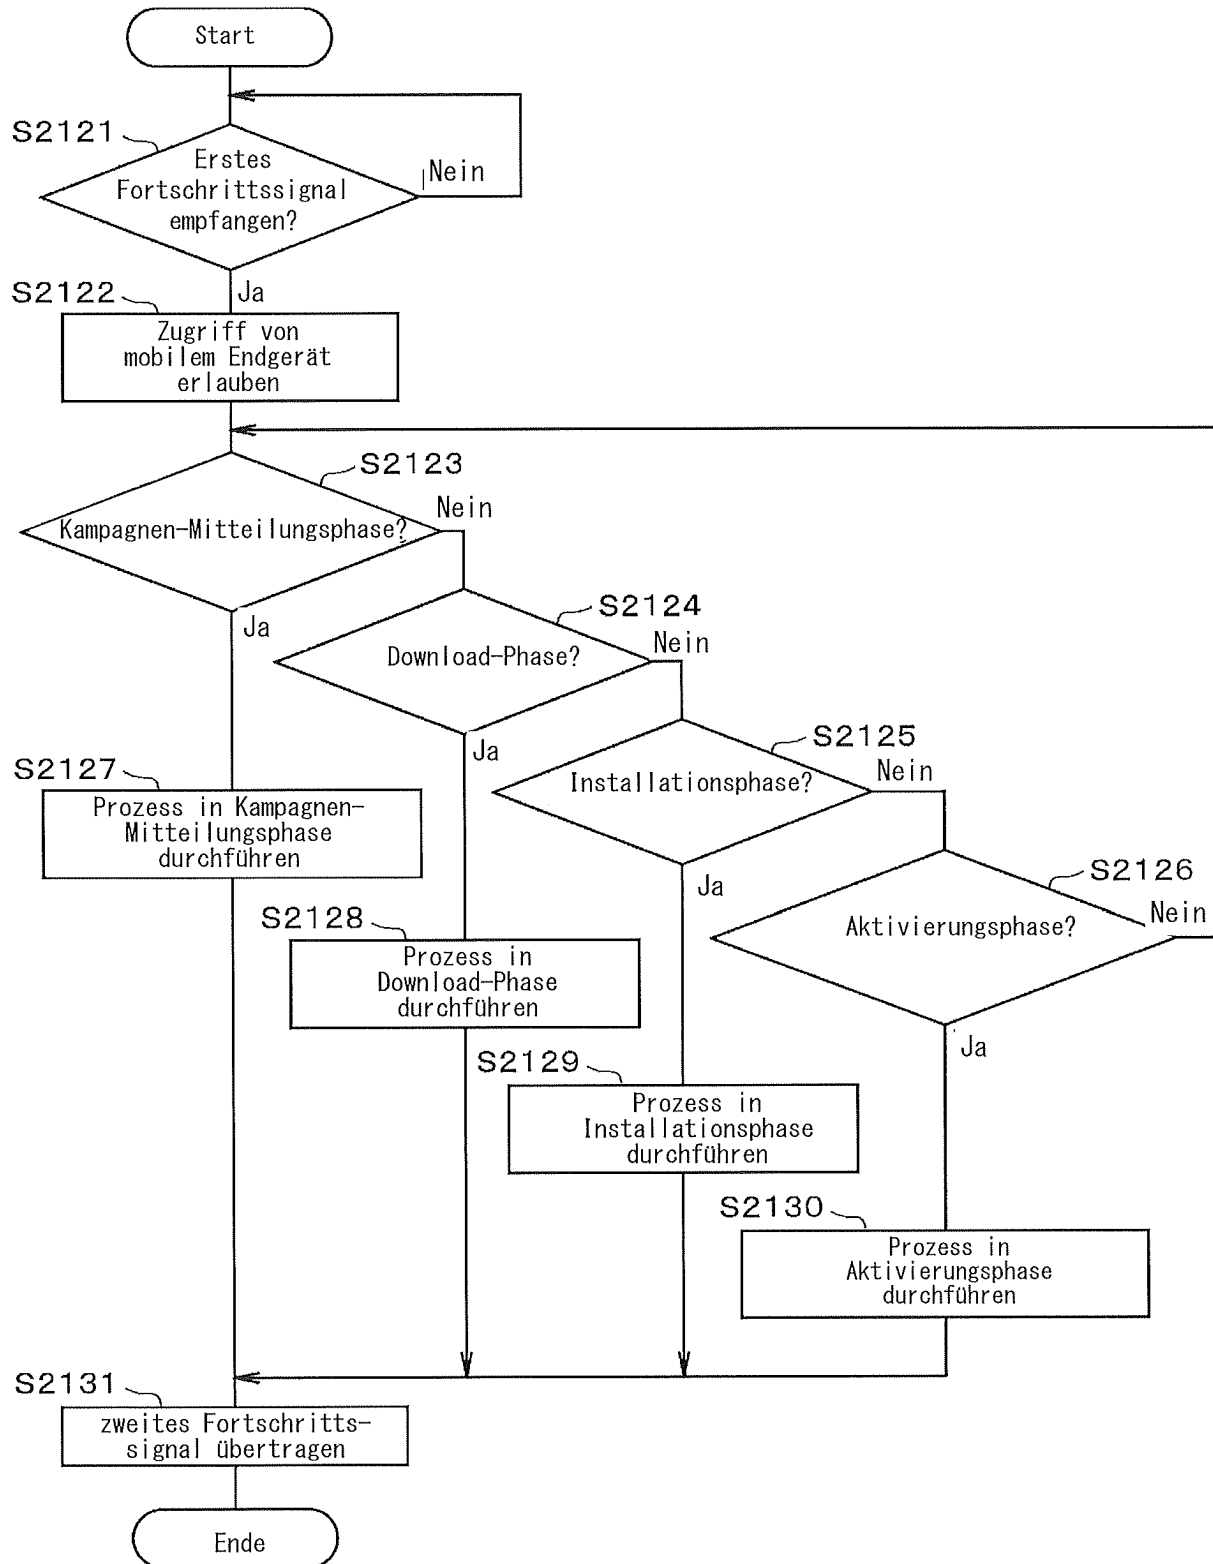 Start
S2121
Erstes
Fortschrittssignal
empfangen?
Nein
Ja
S2122
Zugriff von
mobilem Endgerät
erlauben
S2123
Kampagnen-Mitteilungsphase?
Nein
Ja
S2124
Download-Phase?
Nein
Ja
S2125
Installationsphase?
Nein
Ja
S2126
Aktivierungsphase?
Nein
Ja
S2127
Prozess in Kampagnen-
Mitteilungsphase
durchführen
S2128
Prozess in
Download-Phase
durchführen
S2129
Prozess in
Installationsphase
durchführen
S2130
Prozess in
Aktivierungsphase
durchführen
S2131
zweites Fortschritts-
signal übertragen
Ende